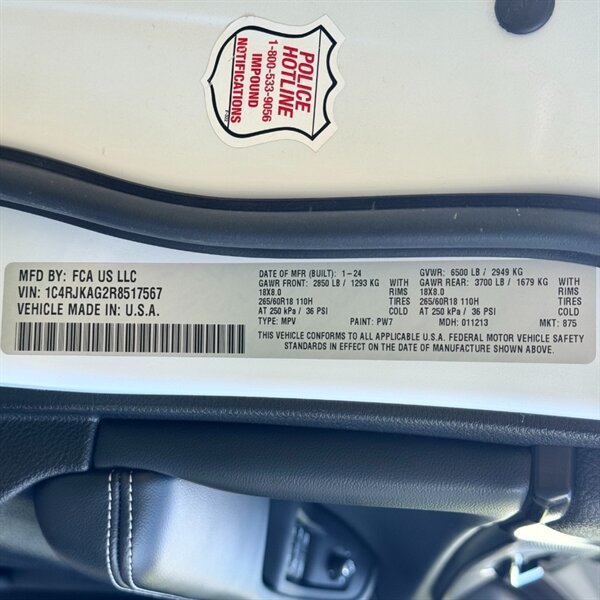 POLICE
HOTLINE
1-800-533-9056
IMPOUND
NOTIFICATIONS
MFD BY: FCA US LLC
VIN: 1C4RJKAG2R8517567
VEHICLE MADE IN: U.S.A.
DATE OF MFR (BUILT): 1-24 GVWR: 6500 LB / 2949 KG
GAWR FRONT: 2850 LB / 1293 KG WITH GAWR REAR: 3700 LB / 1679 KG WITH
18X8.0 RIMS 18X8.0 RIMS
265/60R18 110H TIRES 265/60R18 110H TIRES
AT 250 kPa / 36 PSI COLD AT 250 kPa / 36 PSI COLD
TYPE: MPV PAINT: PW7 MDH: 011213 MKT: 875
THIS VEHICLE CONFORMS TO ALL APPLICABLE U.S.A. FEDERAL MOTOR VEHICLE SAFETY
STANDARDS IN EFFECT ON THE DATE OF MANUFACTURE SHOWN ABOVE.